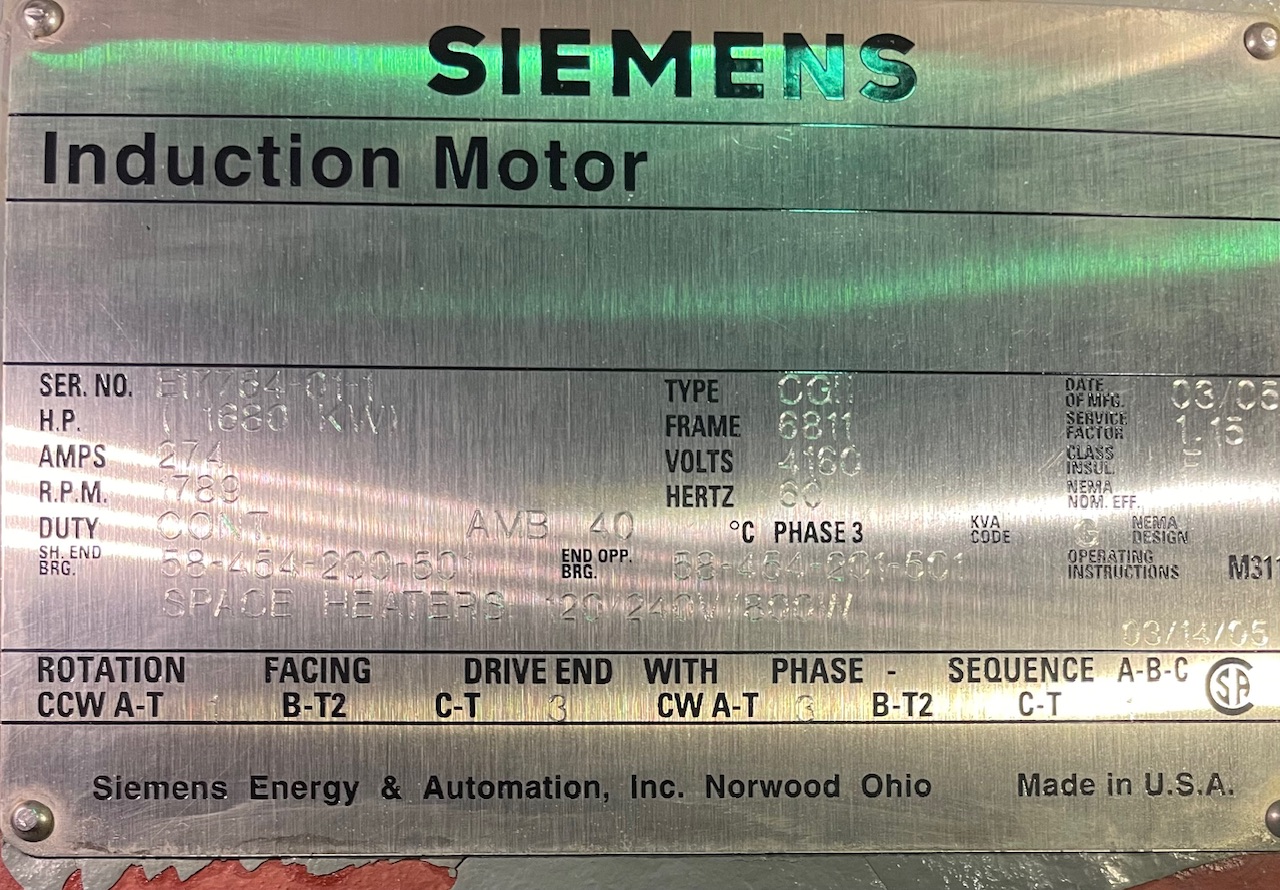 SIEMENS
Induction Motor
SER. NO. TYPE DATE OF MFG. 03/05
H.P. ( 1680 KW) FRAME 6811 SERVICE FACTOR 1.15
AMPS 274 VOLTS 4160 CLASS INSUL. F
R.P.M. 1789 HERTZ 60 NEMA NOM. EFF.
DUTY CONT AMB 40 °C PHASE 3 KVA CODE G NEMA DESIGN
SH. END BRG. 58-454-200-501 END OPP. BRG. 58-454-201-501 OPERATING INSTRUCTIONS M311
SPACE HEATERS 120/240V/800W
03/14/05
ROTATION FACING DRIVE END WITH PHASE - SEQUENCE A-B-C
CCW A-T 1 B-T2 C-T 3 CW A-T 3 B-T2 C-T
Siemens Energy & Automation, Inc. Norwood Ohio Made in U.S.A.